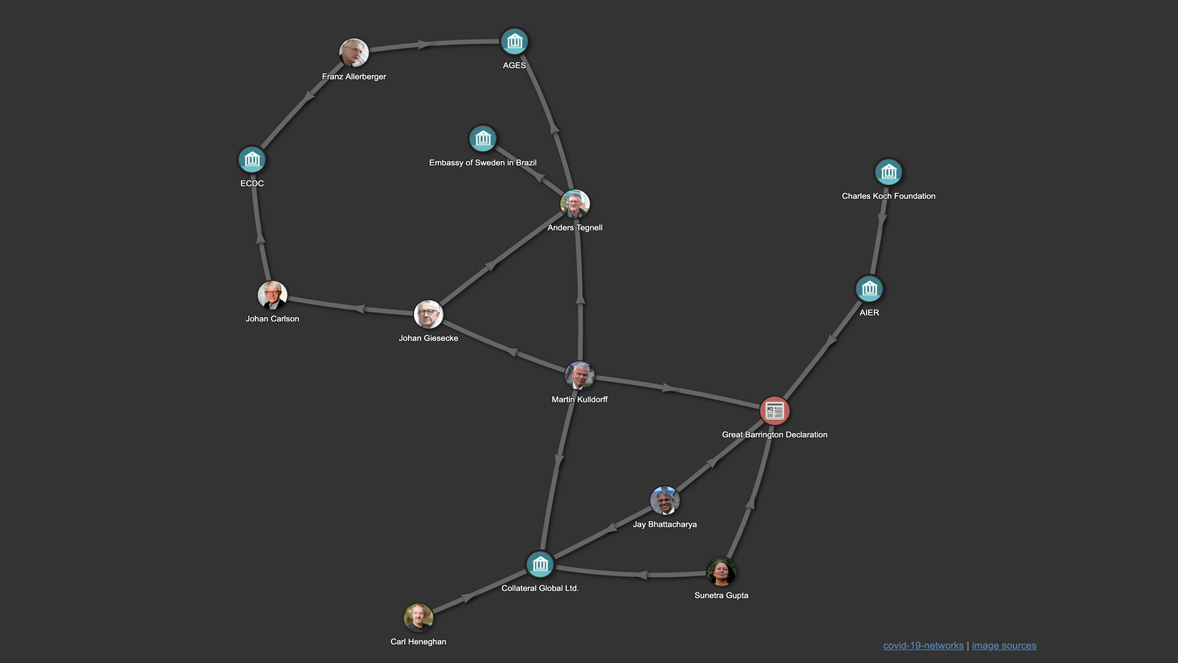 AGES
Franz Allerberger
Embassy of Sweden in Brazil
ECDC
Charles Koch Foundation
Anders Tegnell
AIER
Johan Carlson
Johan Giesecke
Martin Kulldorff
Great Barrington Declaration
Jay Bhattacharya
Collateral Global Ltd.
Sunetra Gupta
Carl Heneghan
covid-19-networks | image sources